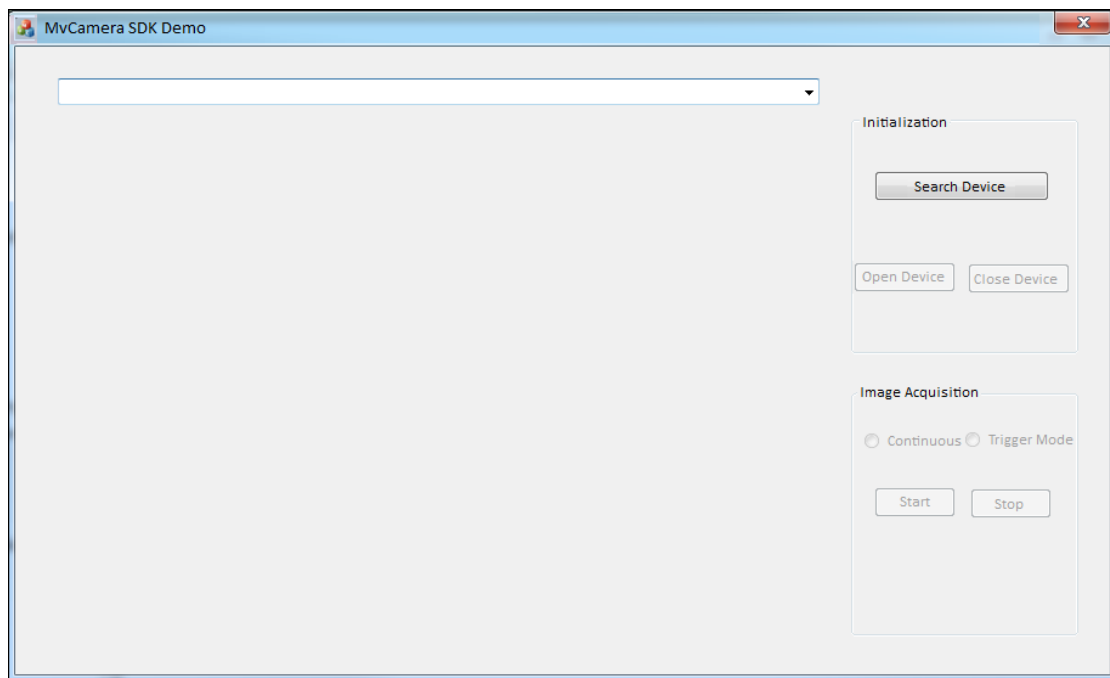 MvCamera SDK Demo
Initialization
Search Device
Open Device
Close Device
Image Acquisition
Continuous
Trigger Mode
Start
Stop